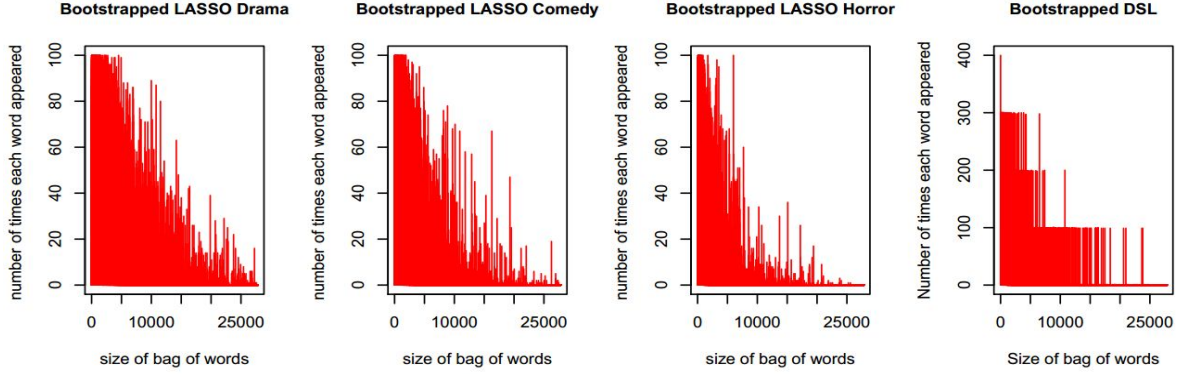 Bootstrapped LASSO Drama
number of times each word appeared
100
80
60
40
20
0
0 10000 25000
size of bag of words
Bootstrapped LASSO Comedy
number of times each word appeared
100
80
60
40
20
0
0 10000 25000
size of bag of words
Bootstrapped LASSO Horror
number of times each word appeared
100
80
60
40
20
0
0 10000 25000
size of bag of words
Bootstrapped DSL
Number of times each word appeared
400
300
200
100
0
0 10000 25000
Size of bag of words